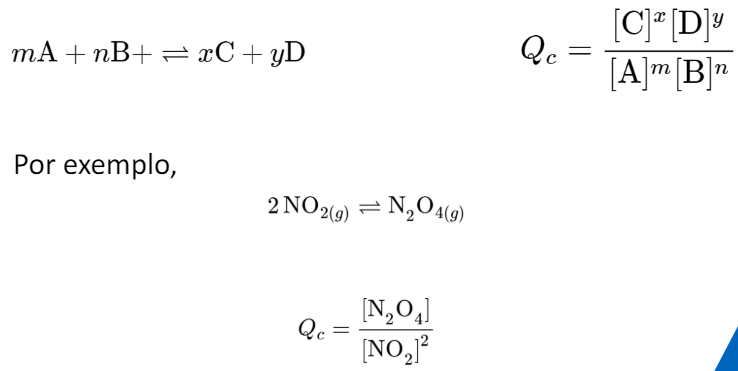 mA + nB+ ⇌ xC + yD
Q_c = [C]^x[D]^y / [A]^m[B]^n
Por exemplo,
2 NO_2(g) ⇌ N_2O_4(g)
Q_c = [N_2O_4] / [NO_2]^2